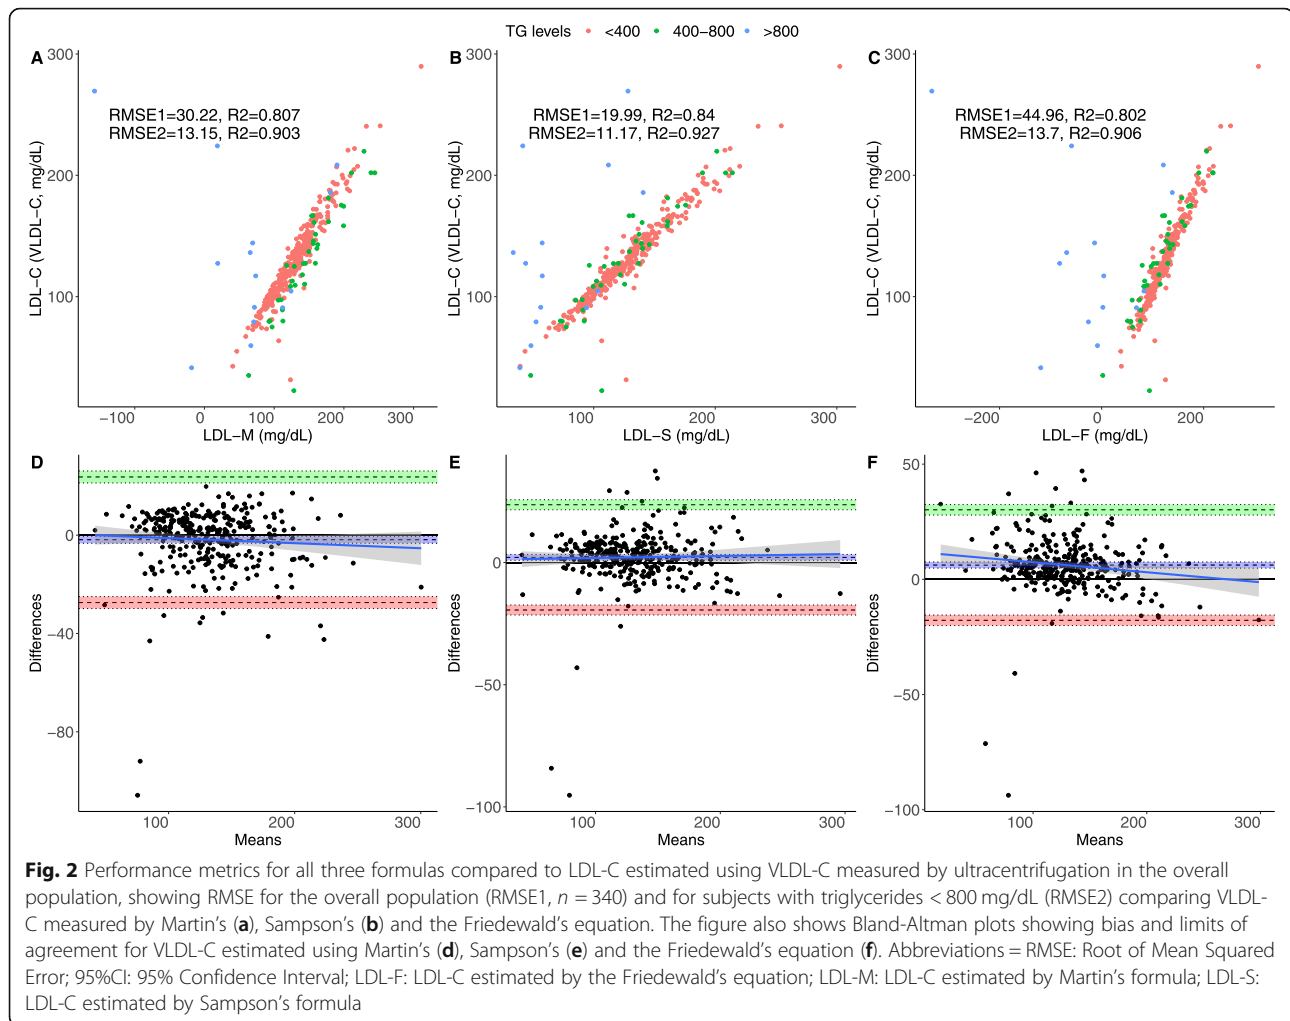 TG levels <400 400−800 >800
A
B
C
300
200
100
LDL−C (VLDL−C, mg/dL)
RMSE1=30.22, R2=0.807
RMSE2=13.15, R2=0.903
−100 0 100 200 300
LDL−M (mg/dL)
300
200
100
LDL−C (VLDL−C, mg/dL)
RMSE1=19.99, R2=0.84
RMSE2=11.17, R2=0.927
100 200 300
LDL−S (mg/dL)
300
200
100
LDL−C (VLDL−C, mg/dL)
RMSE1=44.96, R2=0.802
RMSE2=13.7, R2=0.906
−200 0 200
LDL−F (mg/dL)
D
0
−40
−80
Differences
100 200 300
Means
E
0
−50
−100
Differences
100 200 300
Means
F
50
0
−50
−100
Differences
100 200 300
Means
Fig. 2 Performance metrics for all three formulas compared to LDL-C estimated using VLDL-C measured by ultracentrifugation in the overall
population, showing RMSE for the overall population (RMSE1, n = 340) and for subjects with triglycerides < 800 mg/dL (RMSE2) comparing VLDL-
C measured by Martin's (a), Sampson's (b) and the Friedewald's equation. The figure also shows Bland-Altman plots showing bias and limits of
agreement for VLDL-C estimated using Martin's (d), Sampson's (e) and the Friedewald's equation (f). Abbreviations = RMSE: Root of Mean Squared
Error; 95%CI: 95% Confidence Interval; LDL-F: LDL-C estimated by the Friedewald's equation; LDL-M: LDL-C estimated by Martin's formula; LDL-S:
LDL-C estimated by Sampson's formula